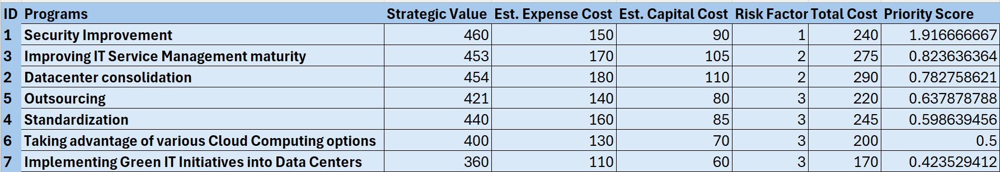 ID Programs Strategic Value Est. Expense Cost Est. Capital Cost Risk Factor Total Cost Priority Score
1 Security Improvement 460 150 90 1 240 1.916666667
3 Improving IT Service Management maturity 453 170 105 2 275 0.823636364
2 Datacenter consolidation 454 180 110 2 290 0.782758621
5 Outsourcing 421 140 80 3 220 0.637878788
4 Standardization 440 160 85 3 245 0.598639456
6 Taking advantage of various Cloud Computing options 400 130 70 3 200 0.5
7 Implementing Green IT Initiatives into Data Centers 360 110 60 3 170 0.423529412